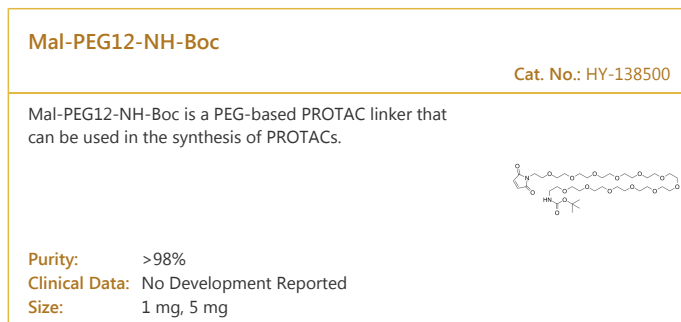 Mal-PEG12-NH-Boc
Cat. No.: HY-138500
Mal-PEG12-NH-Boc is a PEG-based PROTAC linker that
can be used in the synthesis of PROTACs.
Purity: >98%
Clinical Data: No Development Reported
Size: 1 mg, 5 mg